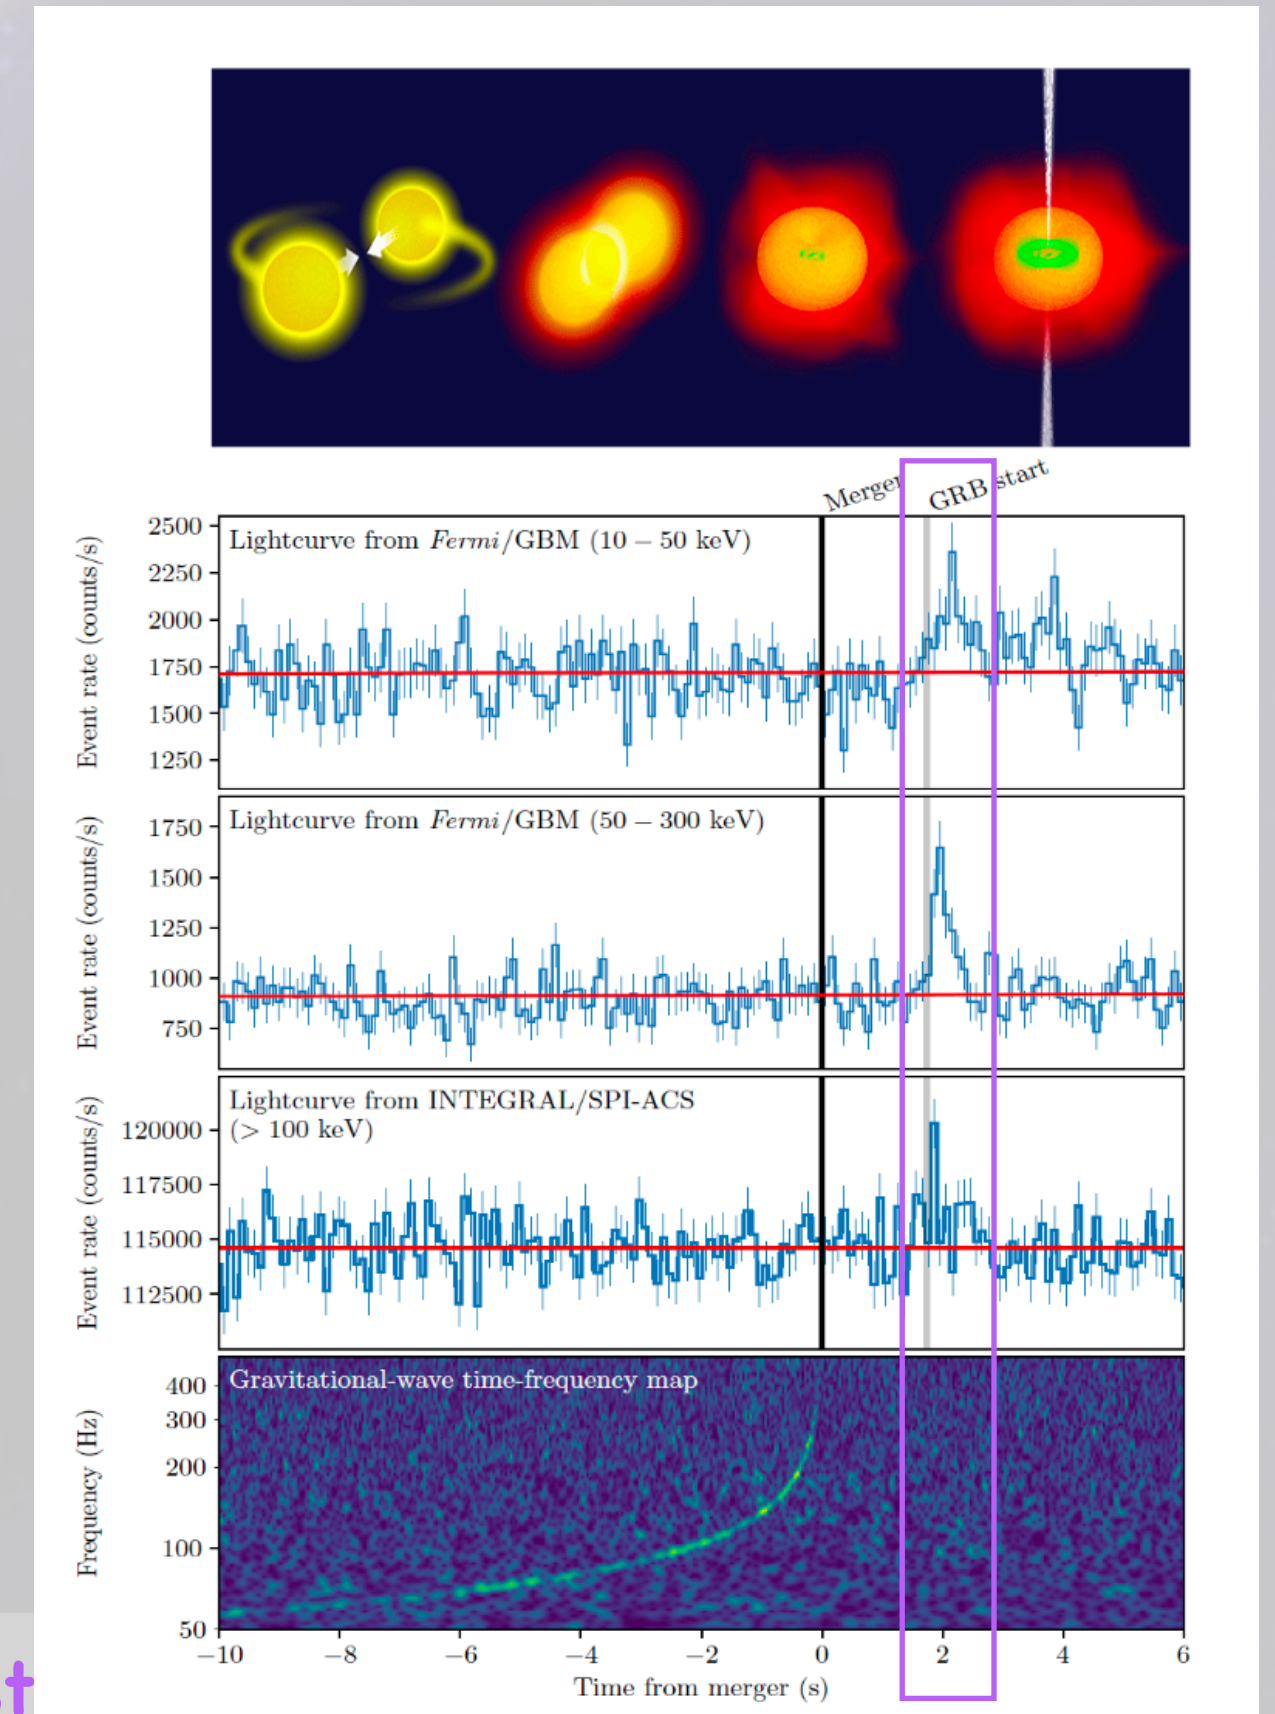 Merger GRB start
2500
2250
2000
1750
1500
1250
Event rate (counts/s)
Lightcurve from Fermi/GBM (10 – 50 keV)
1750
1500
1250
1000
750
Event rate (counts/s)
Lightcurve from Fermi/GBM (50 – 300 keV)
120000
117500
115000
112500
Event rate (counts/s)
Lightcurve from INTEGRAL/SPI-ACS
(> 100 keV)
400
300
200
100
50
Frequency (Hz)
Gravitational-wave time-frequency map
−10 −8 −6 −4 −2 0 2 4 6
Time from merger (s)
t